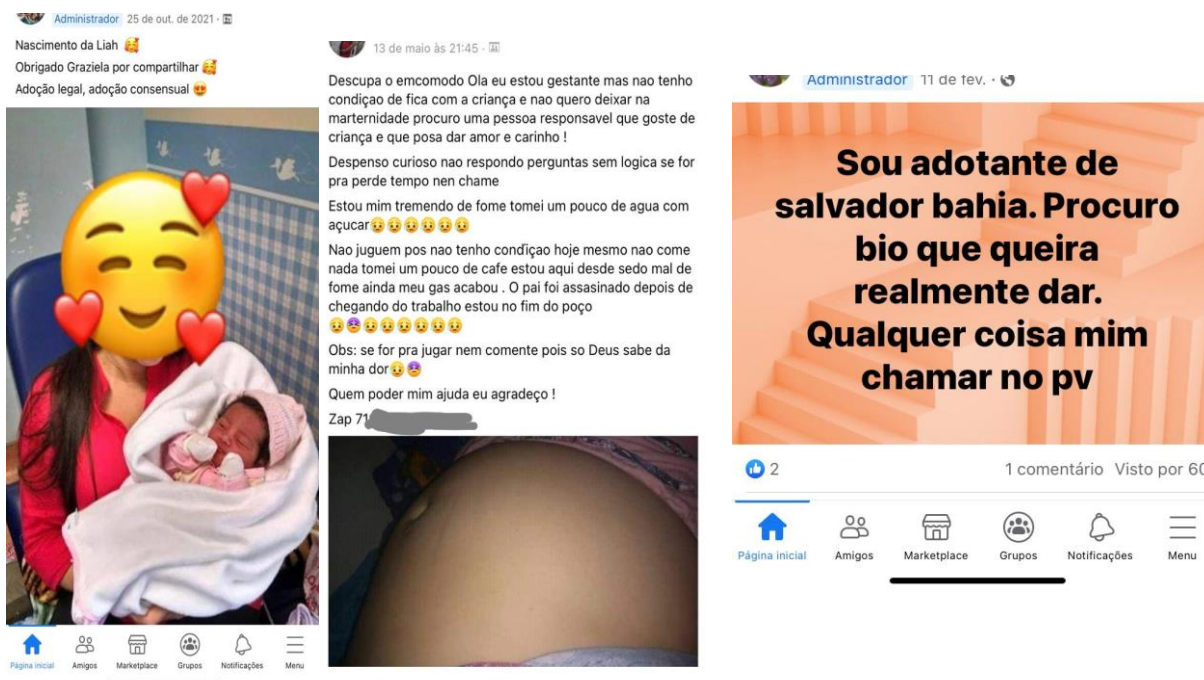 Administrador 25 de out. de 2021 ·
Nascimento da Liah
Obrigado Graziela por compartilhar
Adoção legal, adoção consensual
Página inicial Amigos Marketplace Grupos Notificações Menu
13 de maio às 21:45 ·
Descupa o emcomodo Ola eu estou gestante mas nao tenho
condiçao de fica com a criança e nao quero deixar na
marternidade procuro uma pessoa responsavel que goste de
criança e que posa dar amor e carinho !
Despenso curioso nao respondo perguntas sem logica se for
pra perde tempo nen chame
Estou mim tremendo de fome tomei um pouco de agua com
açucar
Nao juguem pos nao tenho condiçao hoje mesmo nao come
nada tomei um pouco de cafe estou aqui desde sedo mal de
fome ainda meu gas acabou . O pai foi assasinado depois de
chegando do trabalho estou no fim do poço
Obs: se for pra jugar nem comente pois so Deus sabe da
minha dor
Quem poder mim ajuda eu agradeço !
Zap 71
Administrador 11 de fev. ·
Sou adotante de
salvador bahia. Procuro
bio que queira
realmente dar.
Qualquer coisa mim
chamar no pv
2
1 comentário Visto por 60
Página inicial Amigos Marketplace Grupos Notificações Menu